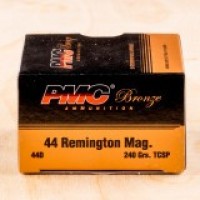 PMC Bronze
AMMUNITION
44 Remington Mag.
44D 240 Grs. TCSP